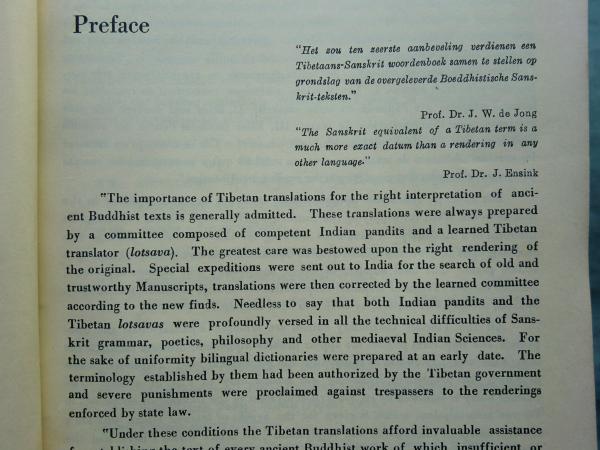 Preface
"Het zou ten zeerste aanbeveling verdienen een
Tibetaans-Sanskrit woordenboek samen te stellen op
grondslag van de overgeleverde Boeddhistische Sans-
krit-teksten."
Prof. Dr. J. W. de Jong
"The Sanskrit equivalent of a Tibetan term is a
much more exact datum than a rendering in any
other language."
Prof. Dr. J. Ensink
"The importance of Tibetan translations for the right interpretation of anci-
ent Buddhist texts is generally admitted. These translations were always prepared
by a committee composed of competent Indian pandits and a learned Tibetan
translator (lotsava). The greatest care was bestowed upon the right rendering of
the original. Special expeditions were sent out to India for the search of old and
trustworthy Manuscripts, translations were then corrected by the learned committee
according to the new finds. Needless to say that both Indian pandits and the
Tibetan lotsavas were profoundly versed in all the technical difficulties of Sans-
krit grammar, poetics, philosophy and other mediaeval Indian Sciences. For
the sake of uniformity bilingual dictionaries were prepared at an early date. The
terminology established by them had been authorized by the Tibetan government
and severe punishments were proclaimed against trespassers to the renderings
enforced by state law.
"Under these conditions the Tibetan translations afford invaluable assistance
the text of every ancient Buddhist work of which insufficient or